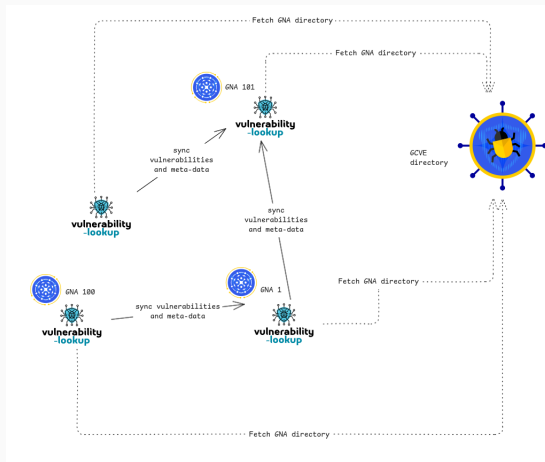 Fetch GNA directory
Fetch GNA directory
GNA 101
vulnerability
-lookup
GCVE
directory
sync
vulnerabilities
and meta-data
sync
vulnerabilities
and meta-data
vulnerability
-lookup
GNA 100
GNA 1
Fetch GNA directory
sync vulnerabilities
and meta-data
vulnerability
-lookup
vulnerability
-lookup
Fetch GNA directory